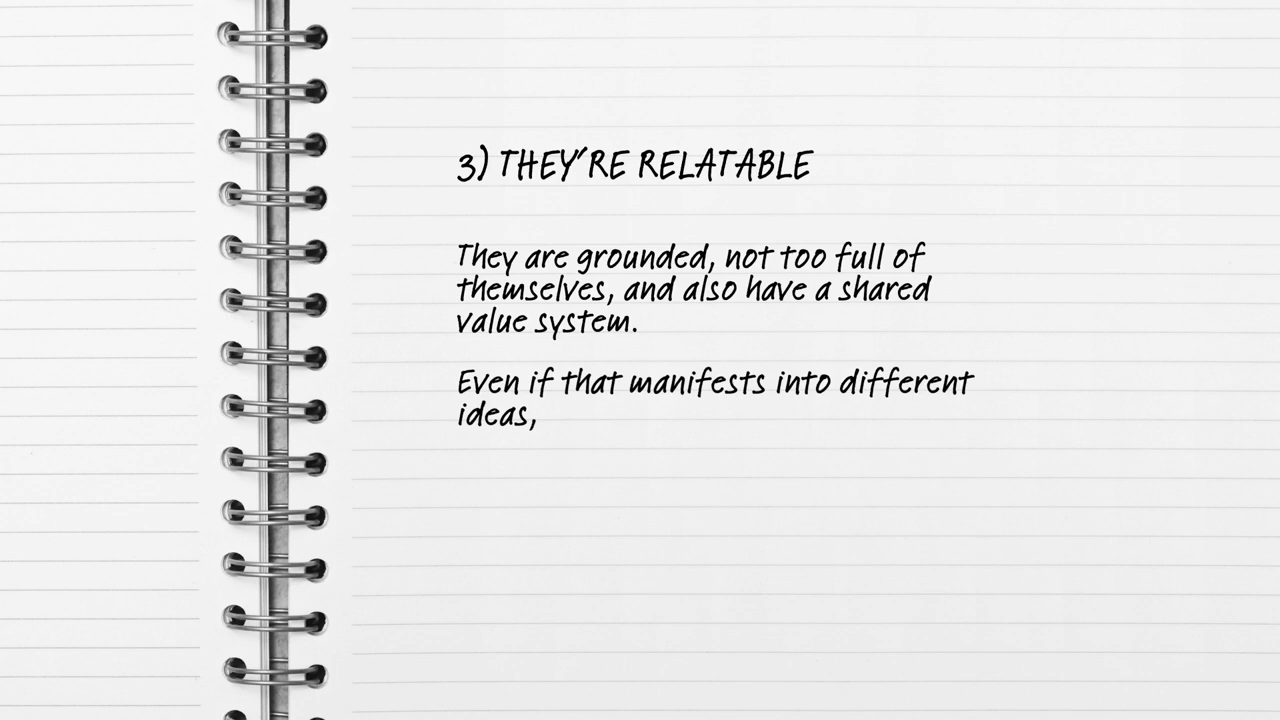 3) THEY'RE RELATABLE
They are grounded, not too full of
themselves, and also have a shared
value system.
Even if that manifests into different
ideas,